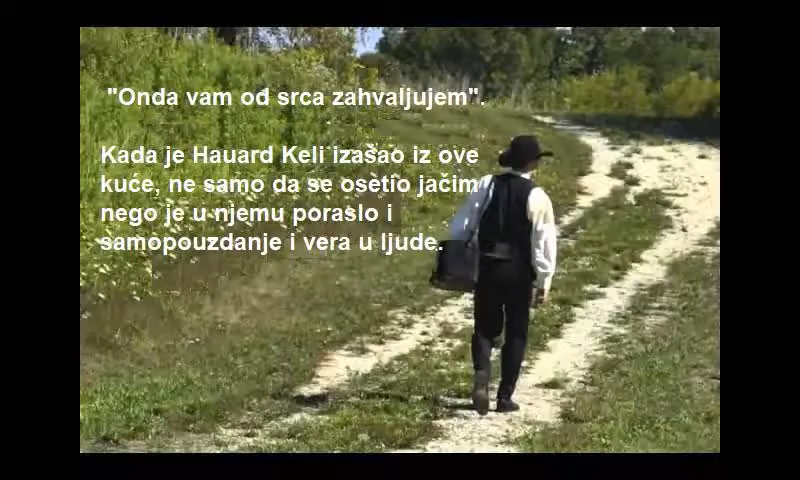 "Onda vam od srca zahvaljujem".
Kada je Hauard Keli izašao iz ove
kuće, ne samo da se osetio jačim
nego je u njemu poraslo i
samopouzdanje i vera u ljude.